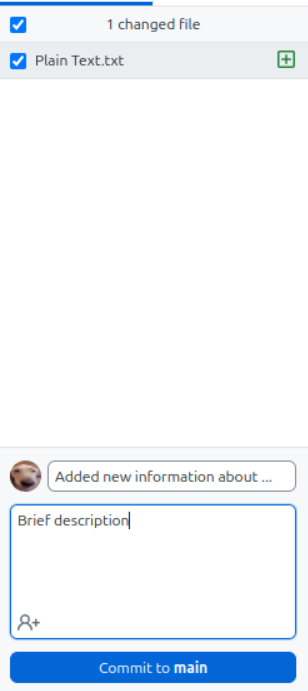 1 changed file
Plain Text.txt
Added new information about ...
Brief description
Commit to main